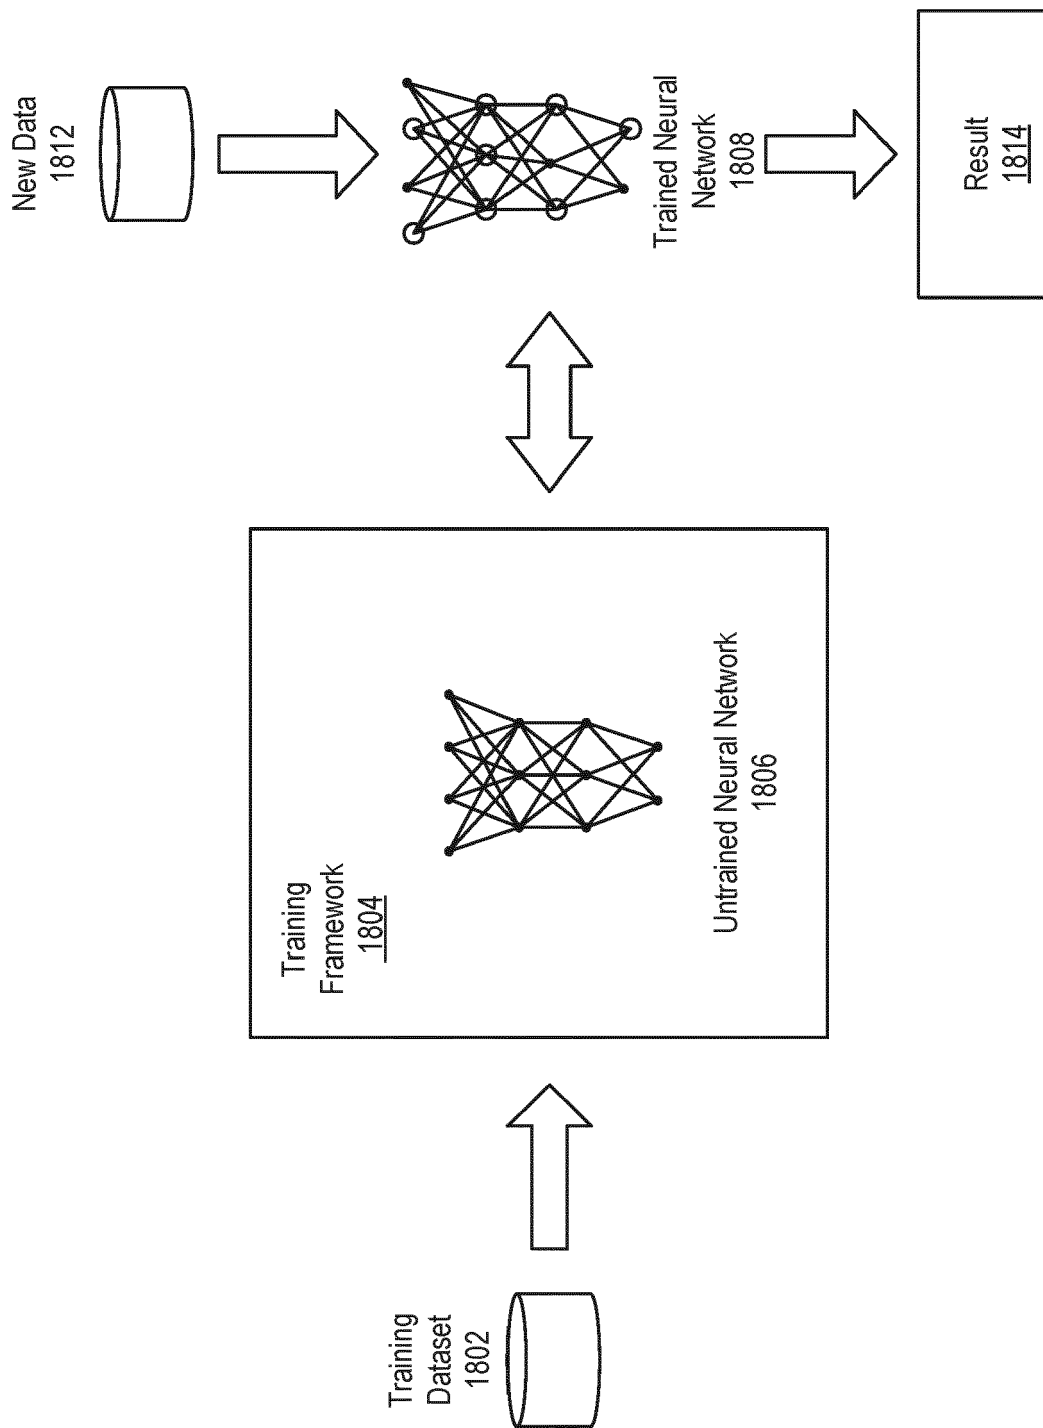 Training
Dataset
1802
Training
Framework
1804
Untrained Neural Network
1806
New Data
1812
Trained Neural
Network
1808
Result
1814